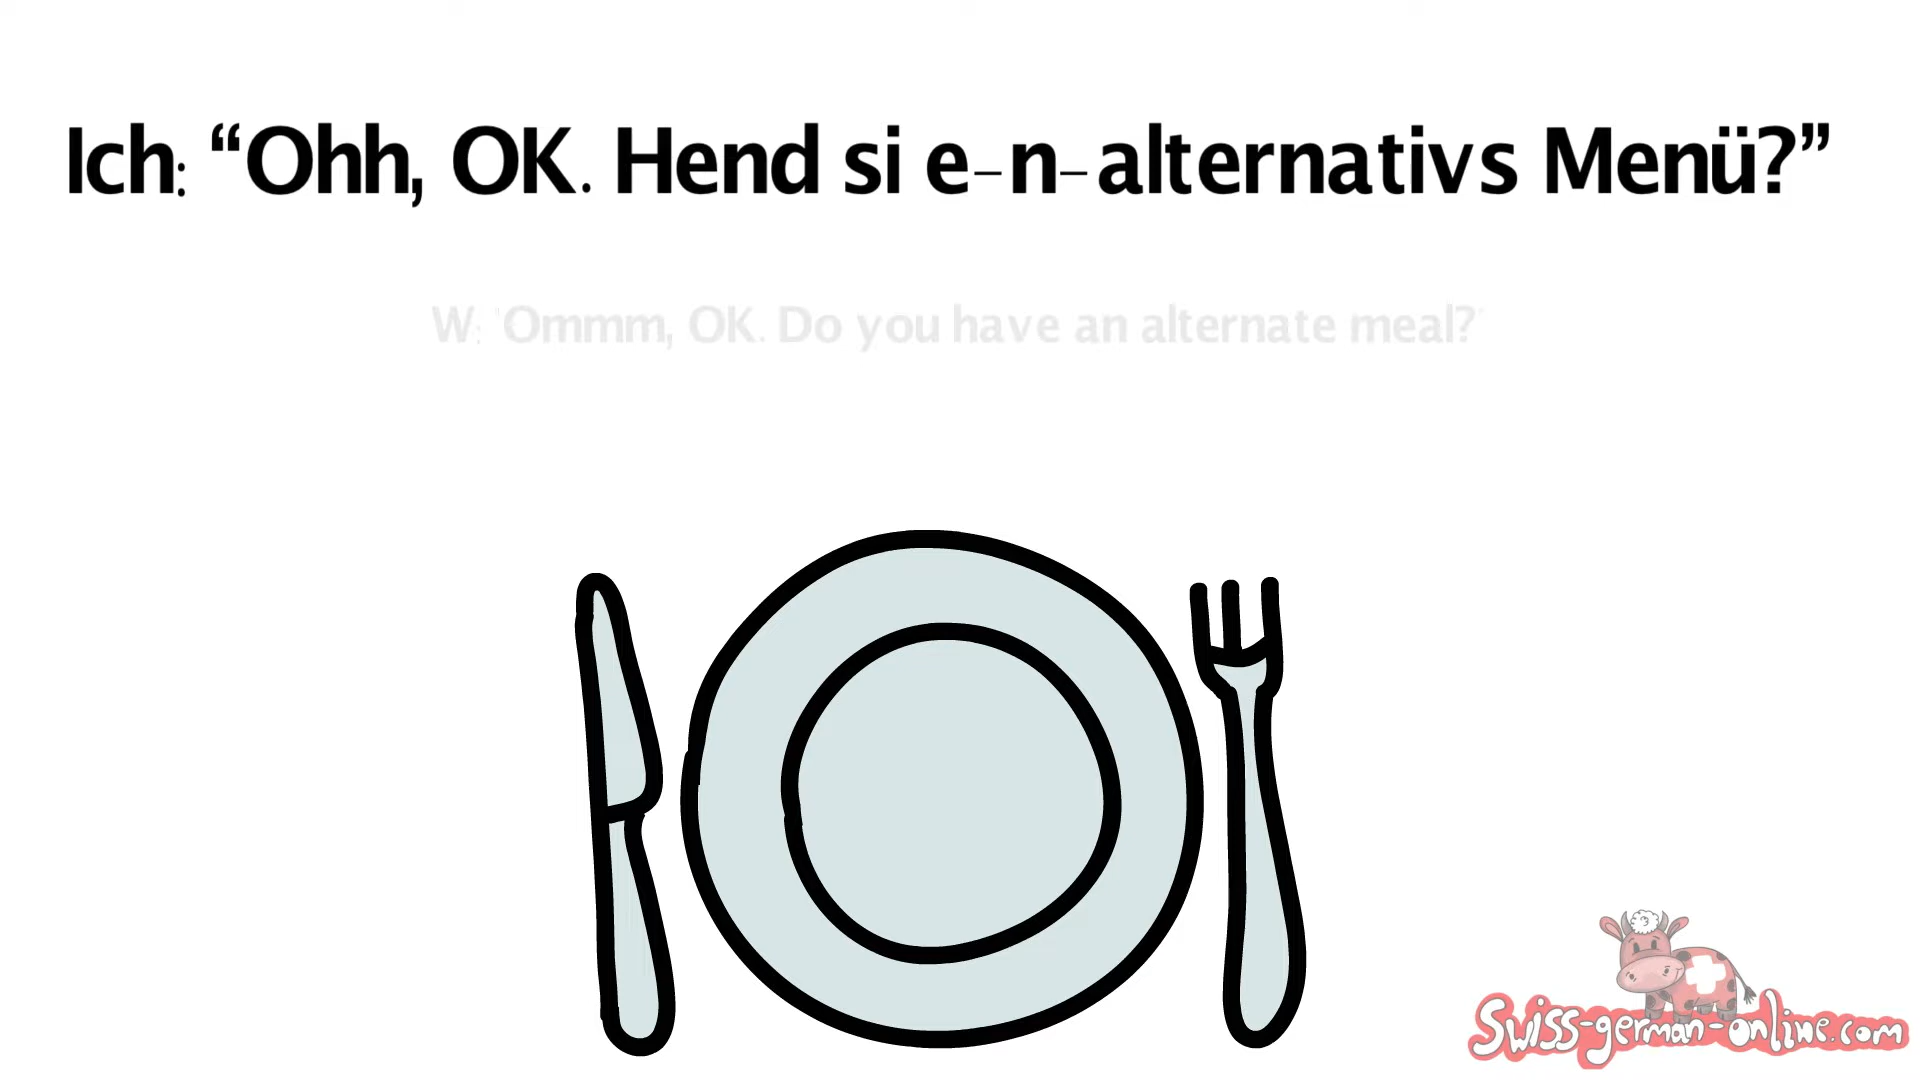 Ich: “Ohh, OK. Hend si e-n-alternativs Menü?”
W: "Ommm, OK. Do you have an alternate meal?"
Swiss-german-online.com